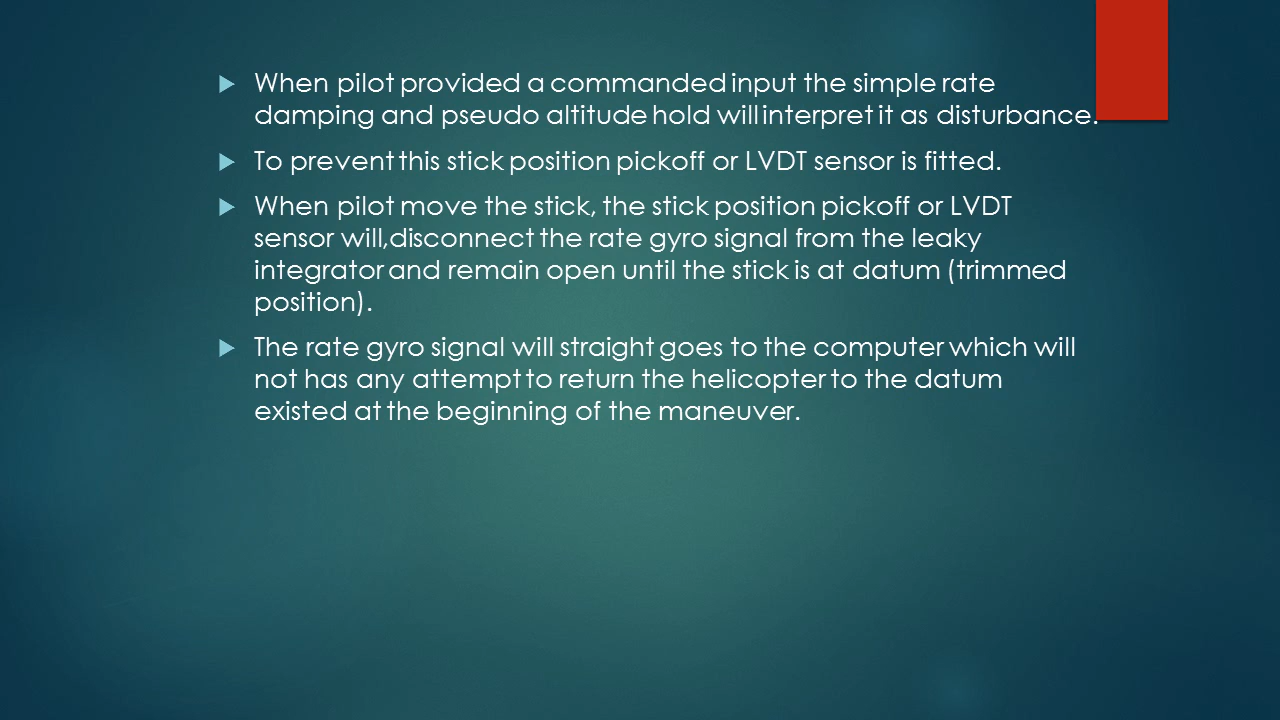 When pilot provided a commanded input the simple rate
damping and pseudo altitude hold will interpret it as disturbance.
To prevent this stick position pickoff or LVDT sensor is fitted.
When pilot move the stick, the stick position pickoff or LVDT
sensor will,disconnect the rate gyro signal from the leaky
integrator and remain open until the stick is at datum (trimmed
position).
The rate gyro signal will straight goes to the computer which will
not has any attempt to return the helicopter to the datum
existed at the beginning of the maneuver.